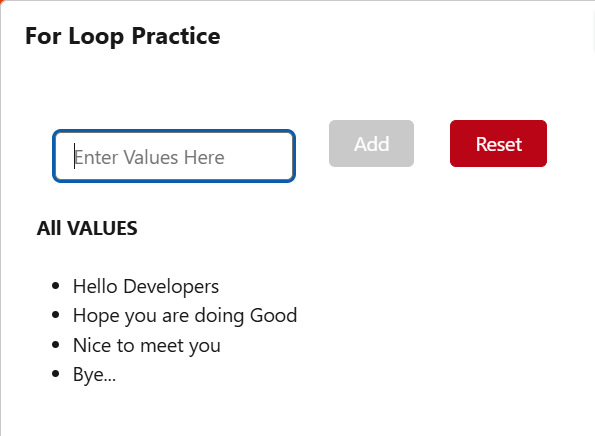 For Loop Practice
Enter Values Here
Add
Reset
All VALUES
Hello Developers
Hope you are doing Good
Nice to meet you
Bye...